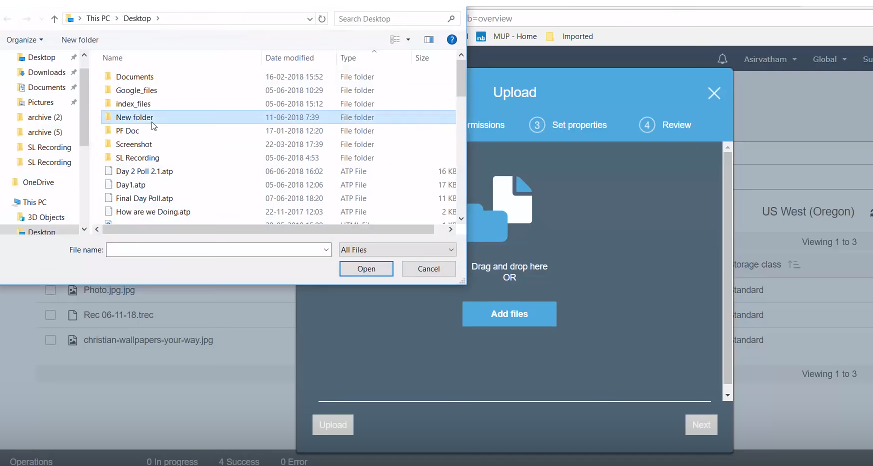 This PC > Desktop >
Search Desktop
Organize
New folder
Name
Date modified
Type
Size
Desktop
Downloads
Documents
Pictures
archive (2)
archive (5)
SL Recording
SL Recording
OneDrive
This PC
3D Objects
Desktop
Documents 16-02-2018 15:52 File folder
Google_files 05-06-2018 10:29 File folder
index_files 05-06-2018 15:12 File folder
New folder 11-06-2018 7:39 File folder
PF Doc 17-01-2018 12:20 File folder
Screenshot 22-03-2018 17:39 File folder
SL Recording 05-06-2018 4:53 File folder
Day 2 Poll 2.1.atp 06-06-2018 16:02 ATP File 16 KB
Day1.atp 05-06-2018 12:06 ATP File 17 KB
Final Day Poll.atp 07-06-2018 18:20 ATP File 11 KB
How are we Doing.atp 22-11-2017 12:03 ATP File 2 KB
File name:
All Files
Open
Cancel
b=overview
MUP - Home
Imported
Asirvatham
Global
Su
Upload
rmissions
3 Set properties
4 Review
Drag and drop here
OR
Add files
Upload
Next
US West (Oregon)
Viewing 1 to 3
torage class
Photo.jpg.jpg
tandard
Rec 06-11-18.trec
tandard
christian-wallpapers-your-way.jpg
tandard
Viewing 1 to 3
Operations
0 In progress
4 Success
0 Error